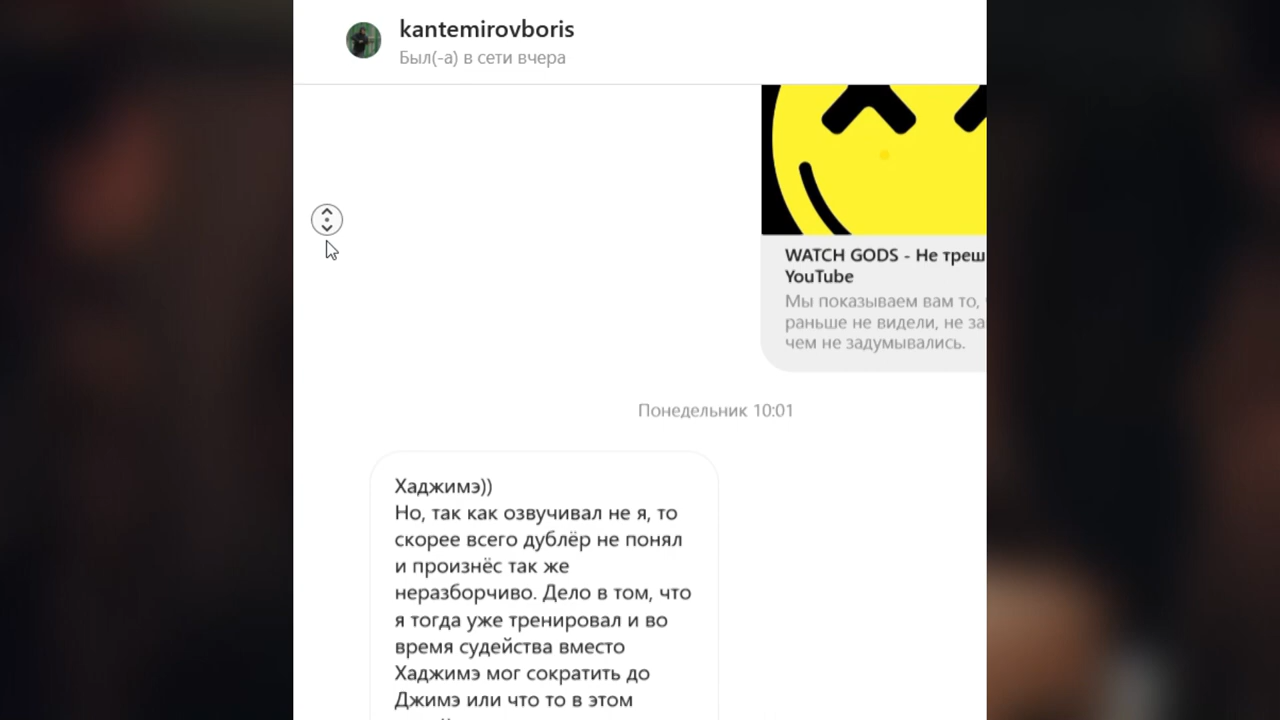 kantemirovboris
Был(-а) в сети вчера
WATCH GODS - Не треш
YouTube
Мы показываем вам то,
раньше не видели, не за
чем не задумывались.
Понедельник 10:01
Хаджимэ))
Но, так как озвучивал не я, то
скорее всего дублёр не понял
и произнёс так же
неразборчиво. Дело в том, что
я тогда уже тренировал и во
время судейства вместо
Хаджимэ мог сократить до
Джимэ или что то в этом